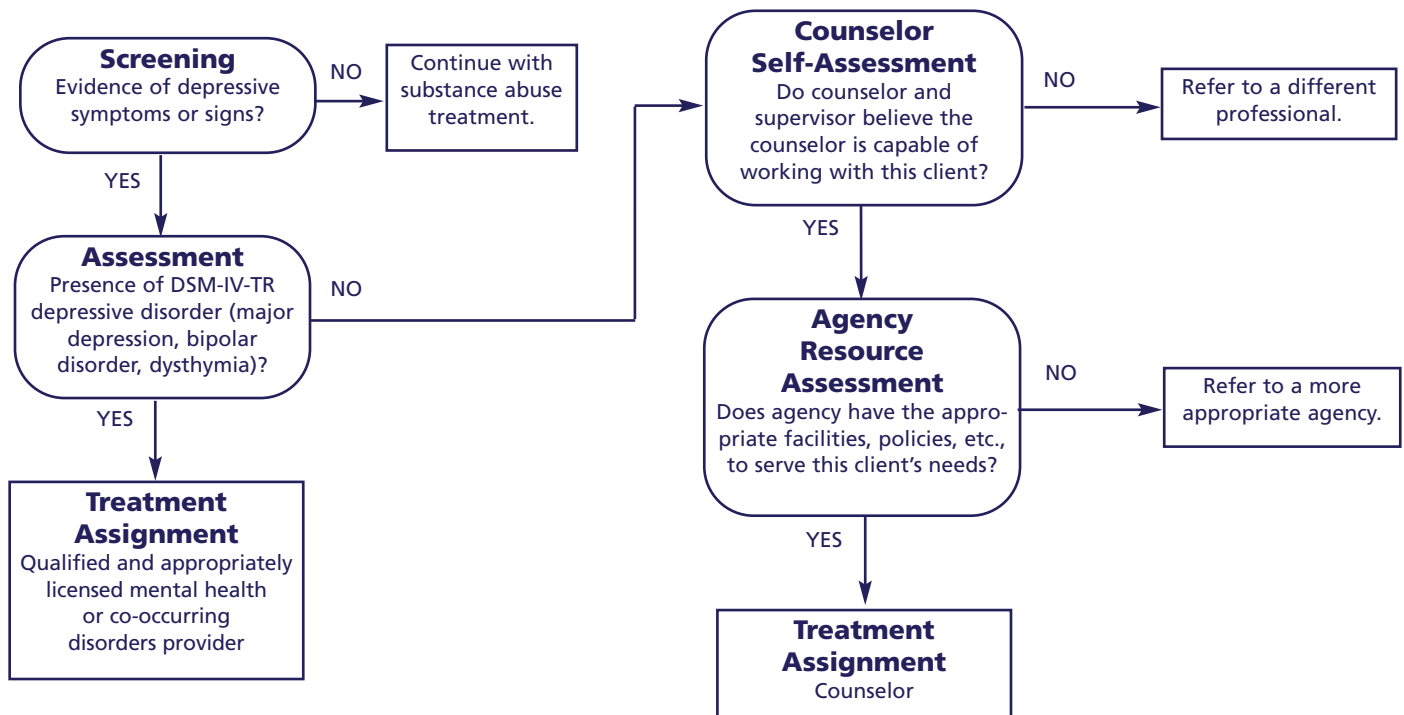 Screening
Evidence of depressive
symptoms or signs?
NO
Continue with
substance abuse
treatment.
YES
Assessment
Presence of DSM-IV-TR
depressive disorder (major
depression, bipolar
disorder, dysthymia)?
NO
YES
Treatment
Assignment
Qualified and appropriately
licensed mental health
or co-occurring
disorders provider
Counselor
Self-Assessment
Do counselor and
supervisor believe the
counselor is capable of
working with this client?
NO
Refer to a different
professional.
YES
Agency
Resource
Assessment
Does agency have the appro-
priate facilities, policies, etc.,
to serve this client's needs?
NO
Refer to a more
appropriate agency.
YES
Treatment
Assignment
Counselor